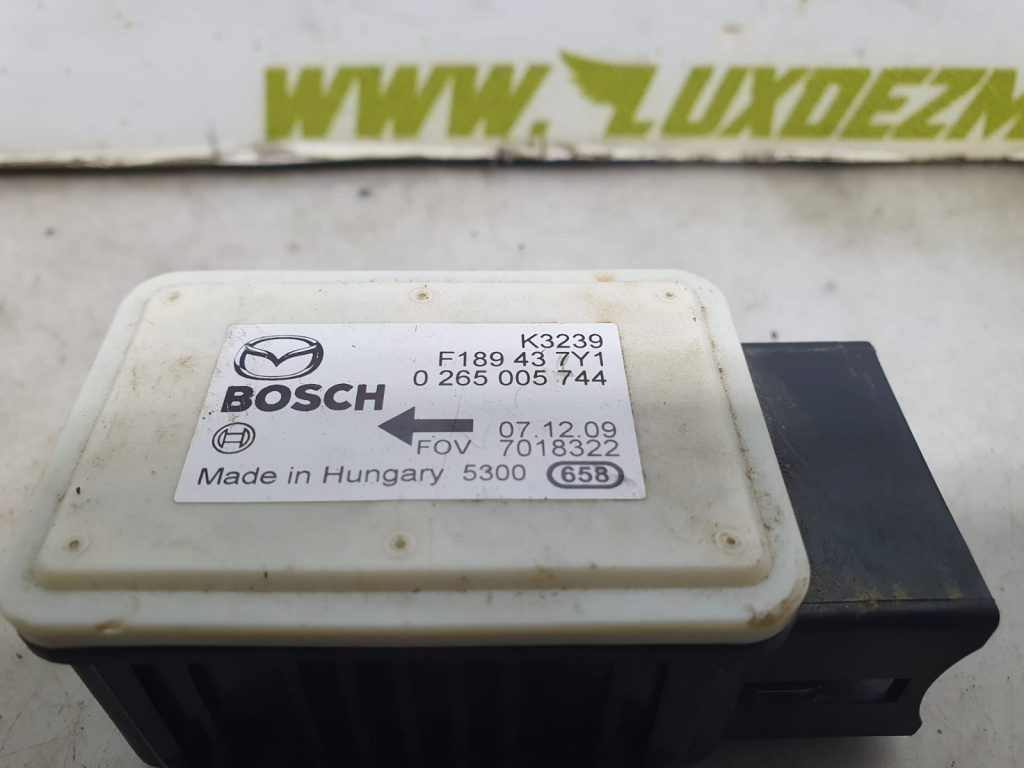 WWW.LUXDEZM
K3239
F189 43 7Y1
0 265 005 744
BOSCH
07.12.09
FOV 7018322
Made in Hungary 5300 658